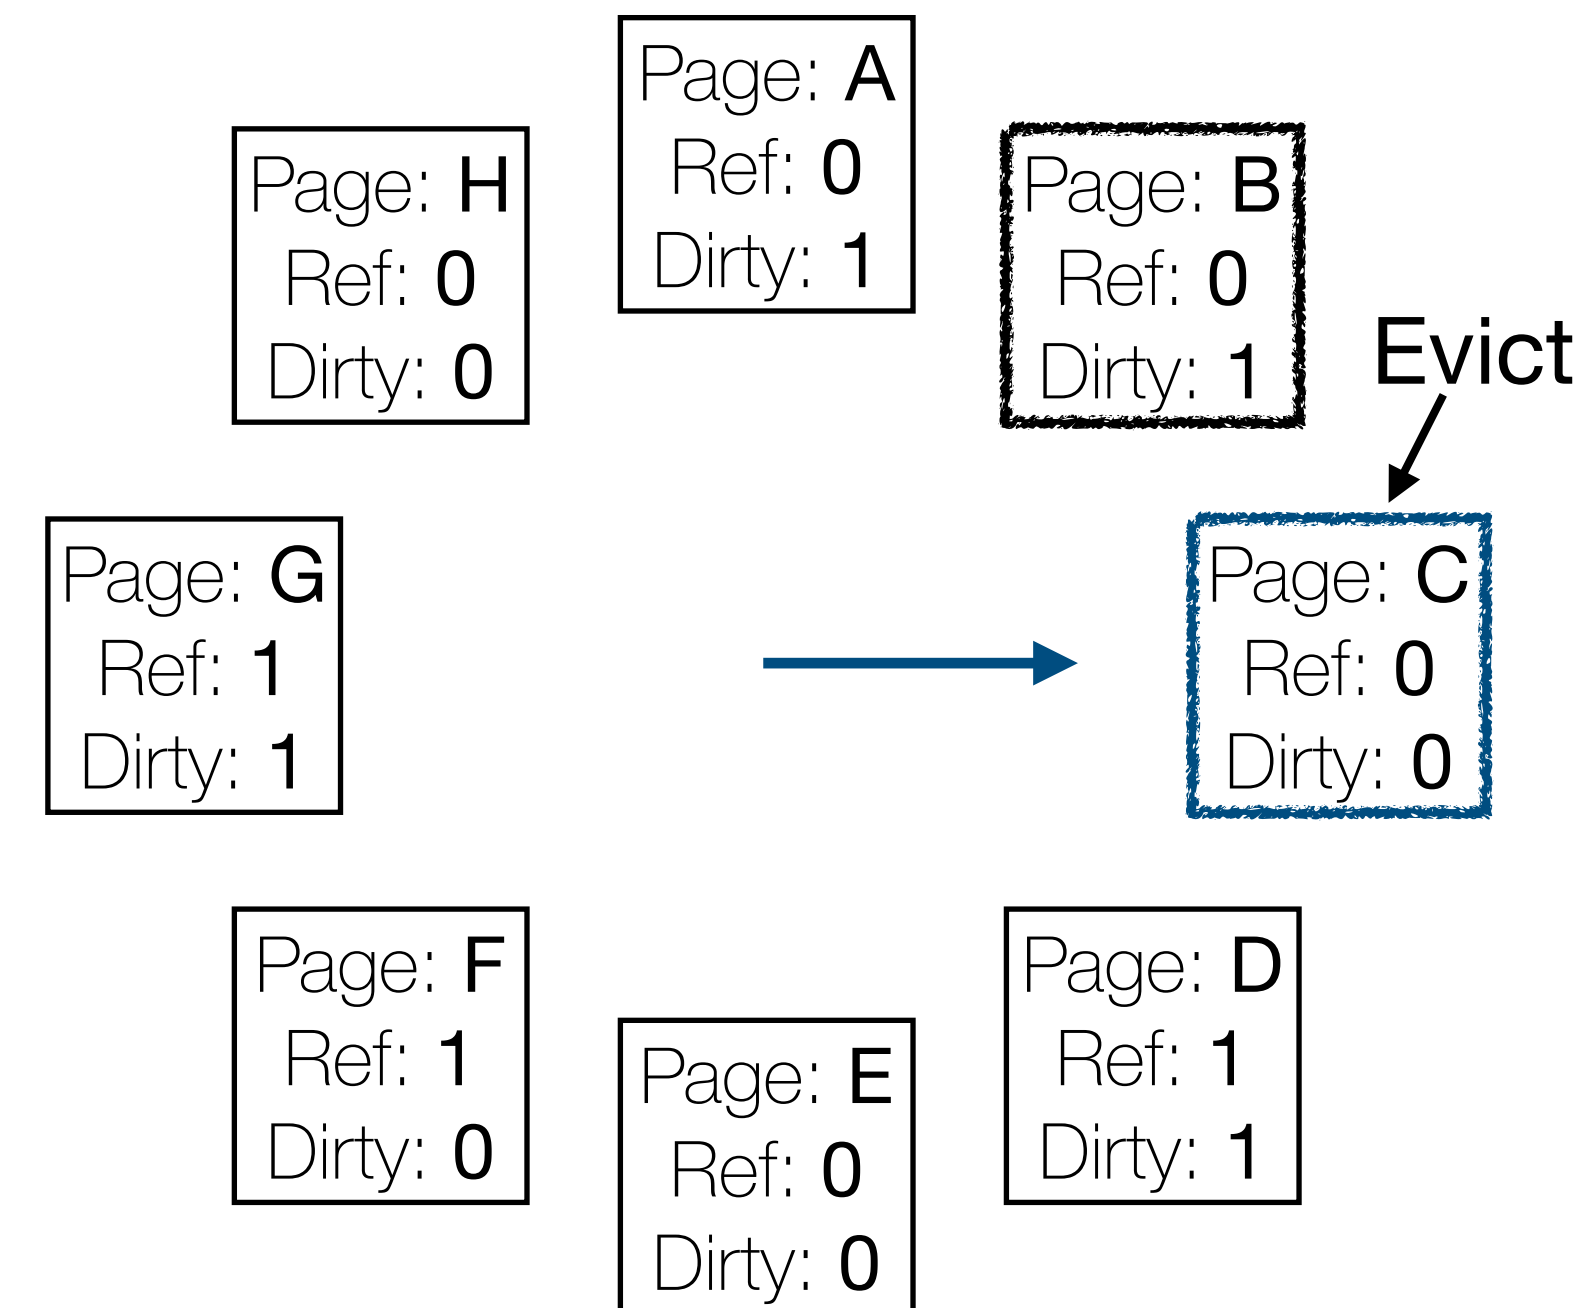 Page: A
Ref: 0
Dirty: 1
Page: H
Ref: 0
Dirty: 0
Page: B
Ref: 0
Dirty: 1
Evict
Page: G
Ref: 1
Dirty: 1
Page: C
Ref: 0
Dirty: 0
Page: F
Ref: 1
Dirty: 0
Page: E
Ref: 0
Dirty: 0
Page: D
Ref: 1
Dirty: 1